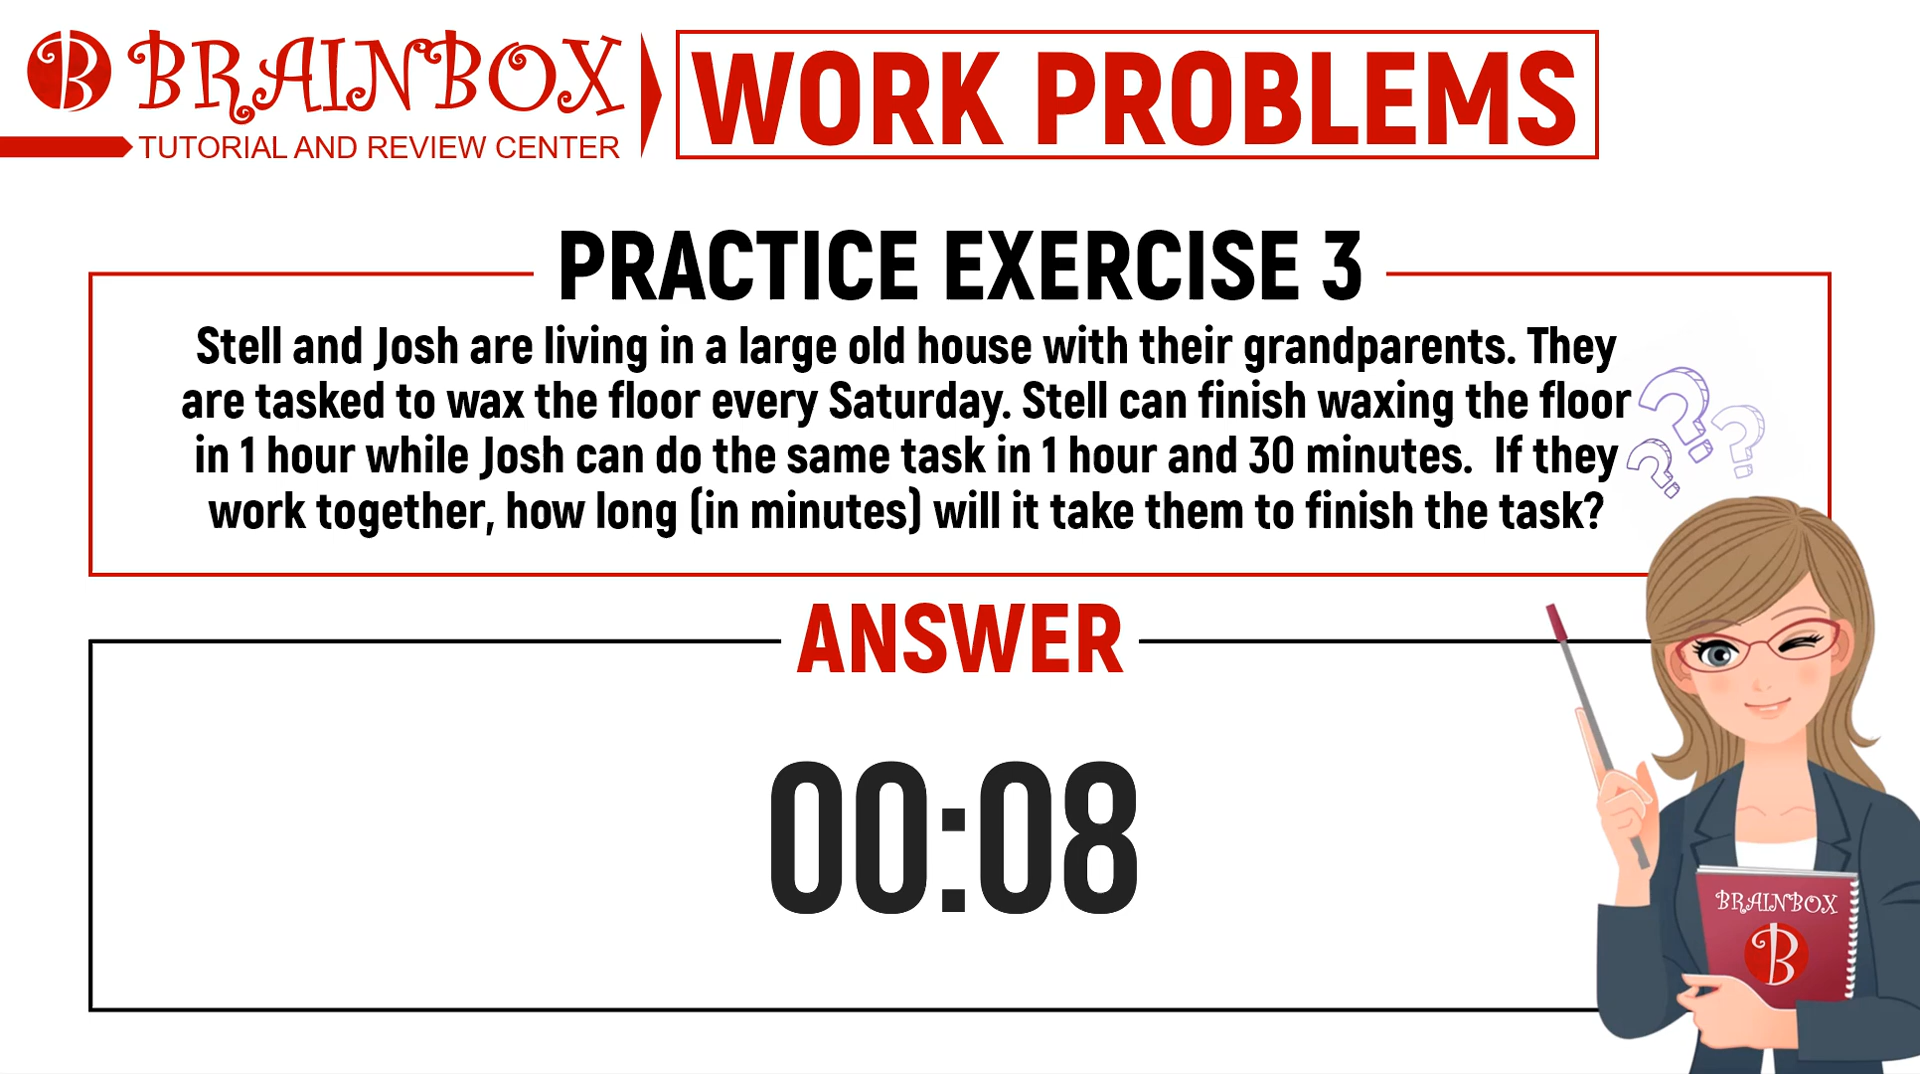 B BRAINBOX
TUTORIAL AND REVIEW CENTER
WORK PROBLEMS
PRACTICE EXERCISE 3
Stell and Josh are living in a large old house with their grandparents. They
are tasked to wax the floor every Saturday. Stell can finish waxing the floor
in 1 hour while Josh can do the same task in 1 hour and 30 minutes.  If they
work together, how long (in minutes) will it take them to finish the task?
???
ANSWER
00:08
BRAINBOX
B